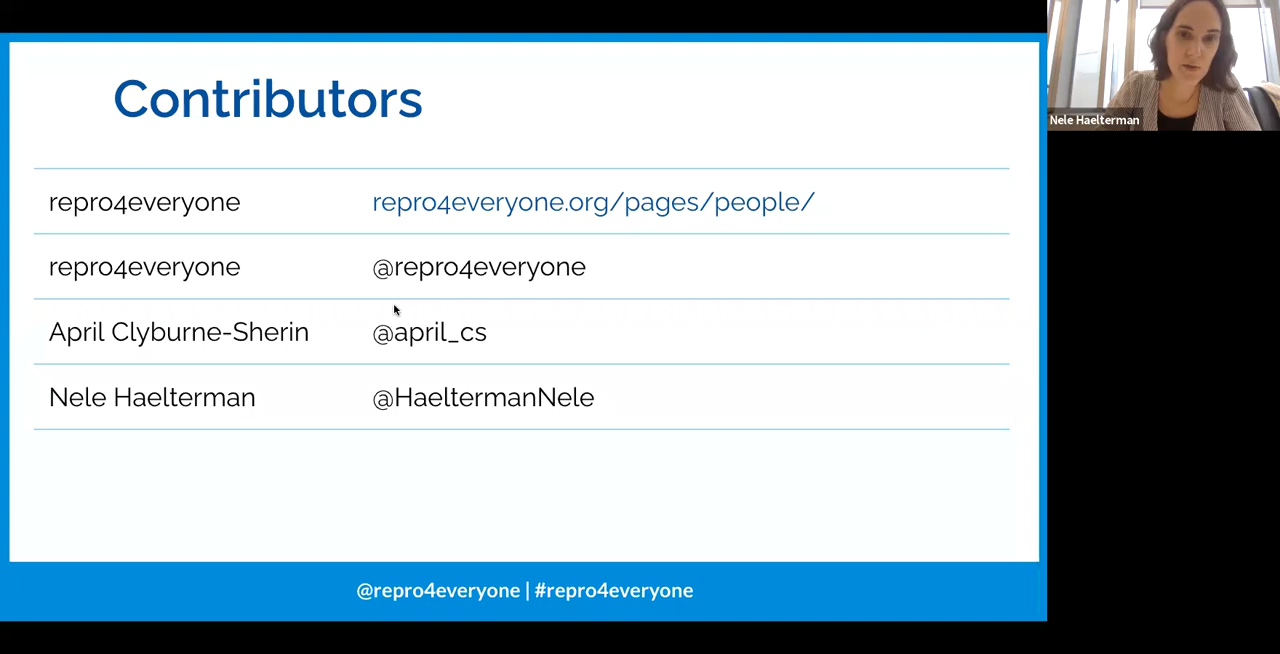 Contributors
repro4everyone repro4everyone.org/pages/people/
repro4everyone @repro4everyone
April Clyburne-Sherin @april_cs
Nele Haelterman @HaeltermanNele
@repro4everyone | #repro4everyone
Nele Haelterman